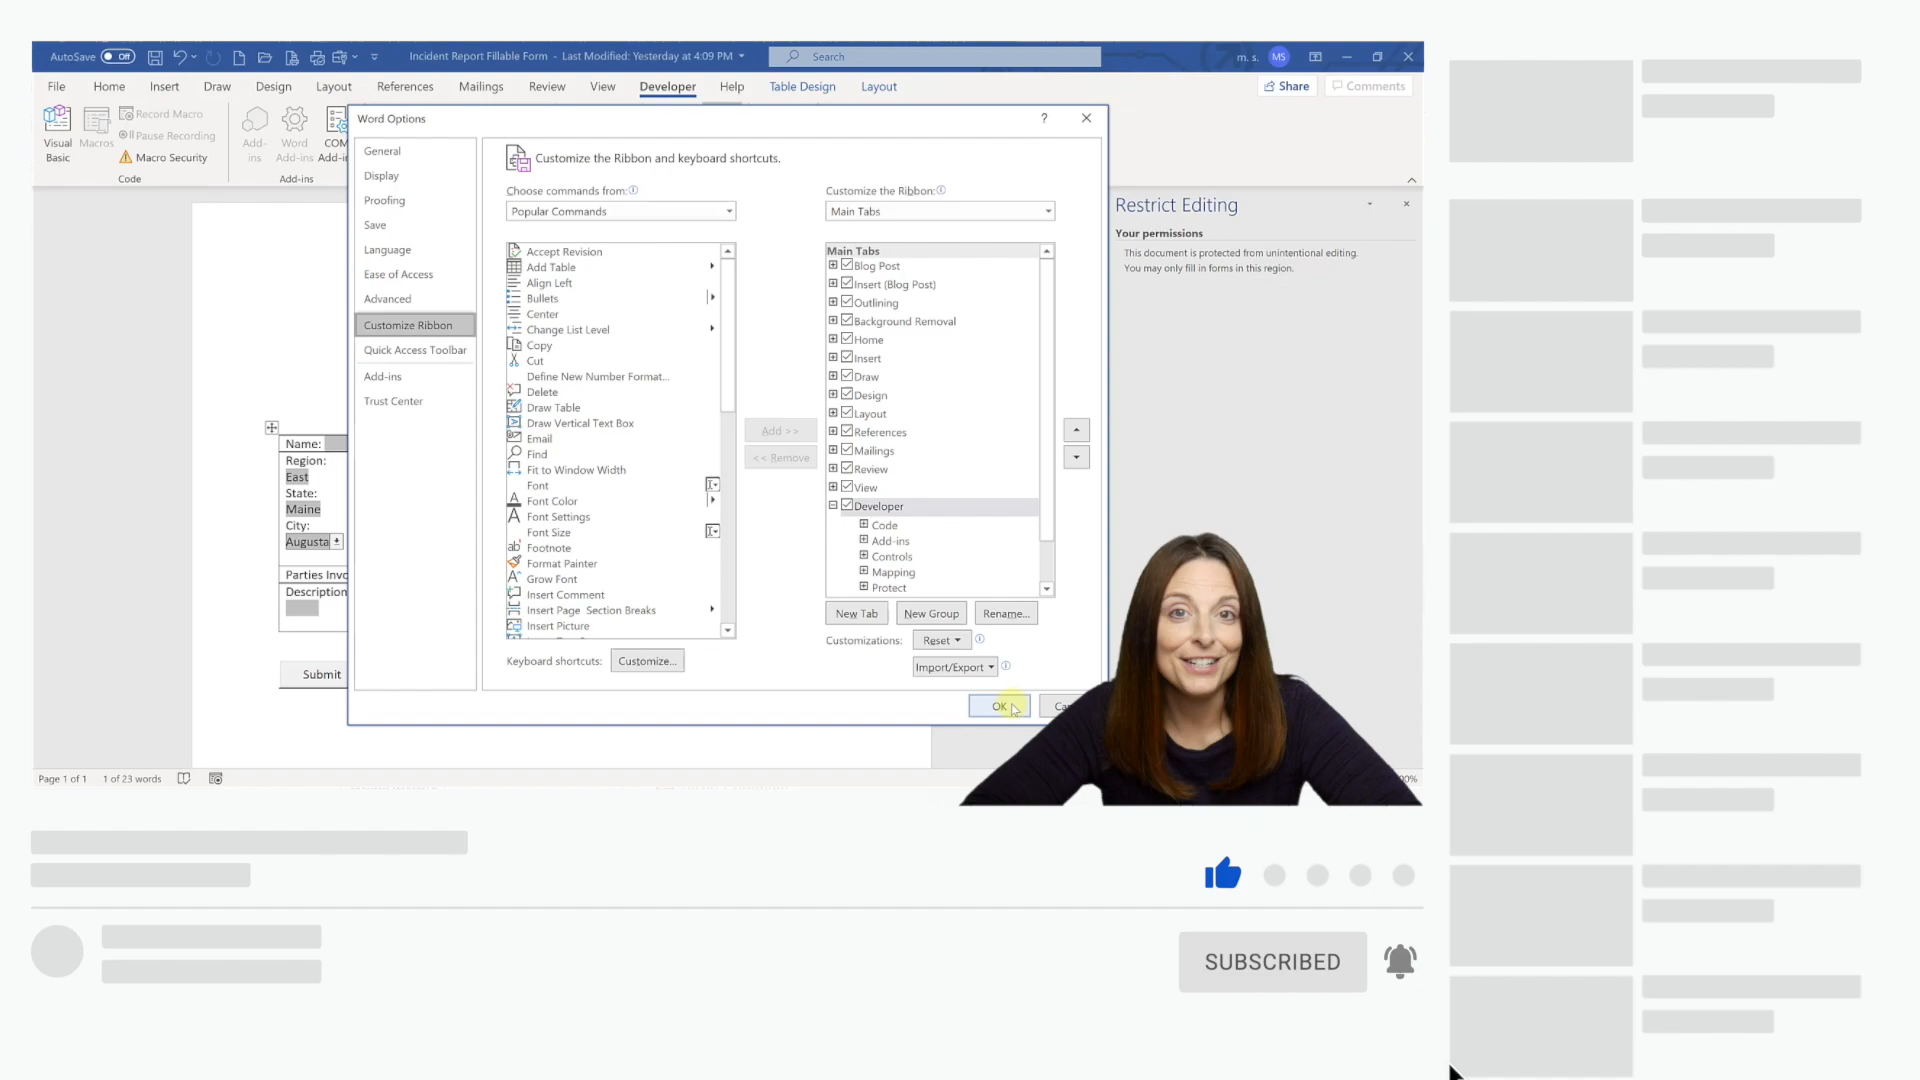 AutoSave Off Incident Report Fillable Form - Last Modified: Yesterday at 4:09 PM Search m. s. MS
File Home Insert Draw Design Layout References Mailings Review View Developer Help Table Design Layout Share Comments
Visual Basic
Macros
Record Macro
Pause Recording
Macro Security
Code
Add-ins
Word Add-ins
COM
Add-ins
Word Options ?
General
Display
Proofing
Save
Language
Ease of Access
Advanced
Customize Ribbon
Quick Access Toolbar
Add-ins
Trust Center
Customize the Ribbon and keyboard shortcuts.
Choose commands from:
Popular Commands
Accept Revision
Add Table
Align Left
Bullets
Center
Change List Level
Copy
Cut
Define New Number Format...
Delete
Draw Table
Draw Vertical Text Box
Email
Find
Fit to Window Width
Font
Font Color
Font Settings
Font Size
Footnote
Format Painter
Grow Font
Insert Comment
Insert Page Section Breaks
Insert Picture
Keyboard shortcuts: Customize...
Add >>
<< Remove
Customize the Ribbon:
Main Tabs
Main Tabs
Blog Post
Insert (Blog Post)
Outlining
Background Removal
Home
Insert
Draw
Design
Layout
References
Mailings
Review
View
Developer
Code
Add-ins
Controls
Mapping
Protect
New Tab New Group Rename...
Customizations: Reset
Import/Export
OK
Restrict Editing
Your permissions
This document is protected from unintentional editing.
You may only fill in forms in this region.
Name:
Region:
East
State:
Maine
City:
Augusta
Parties
Description
Submit
Page 1 of 1 1 of 23 words
SUBSCRIBED